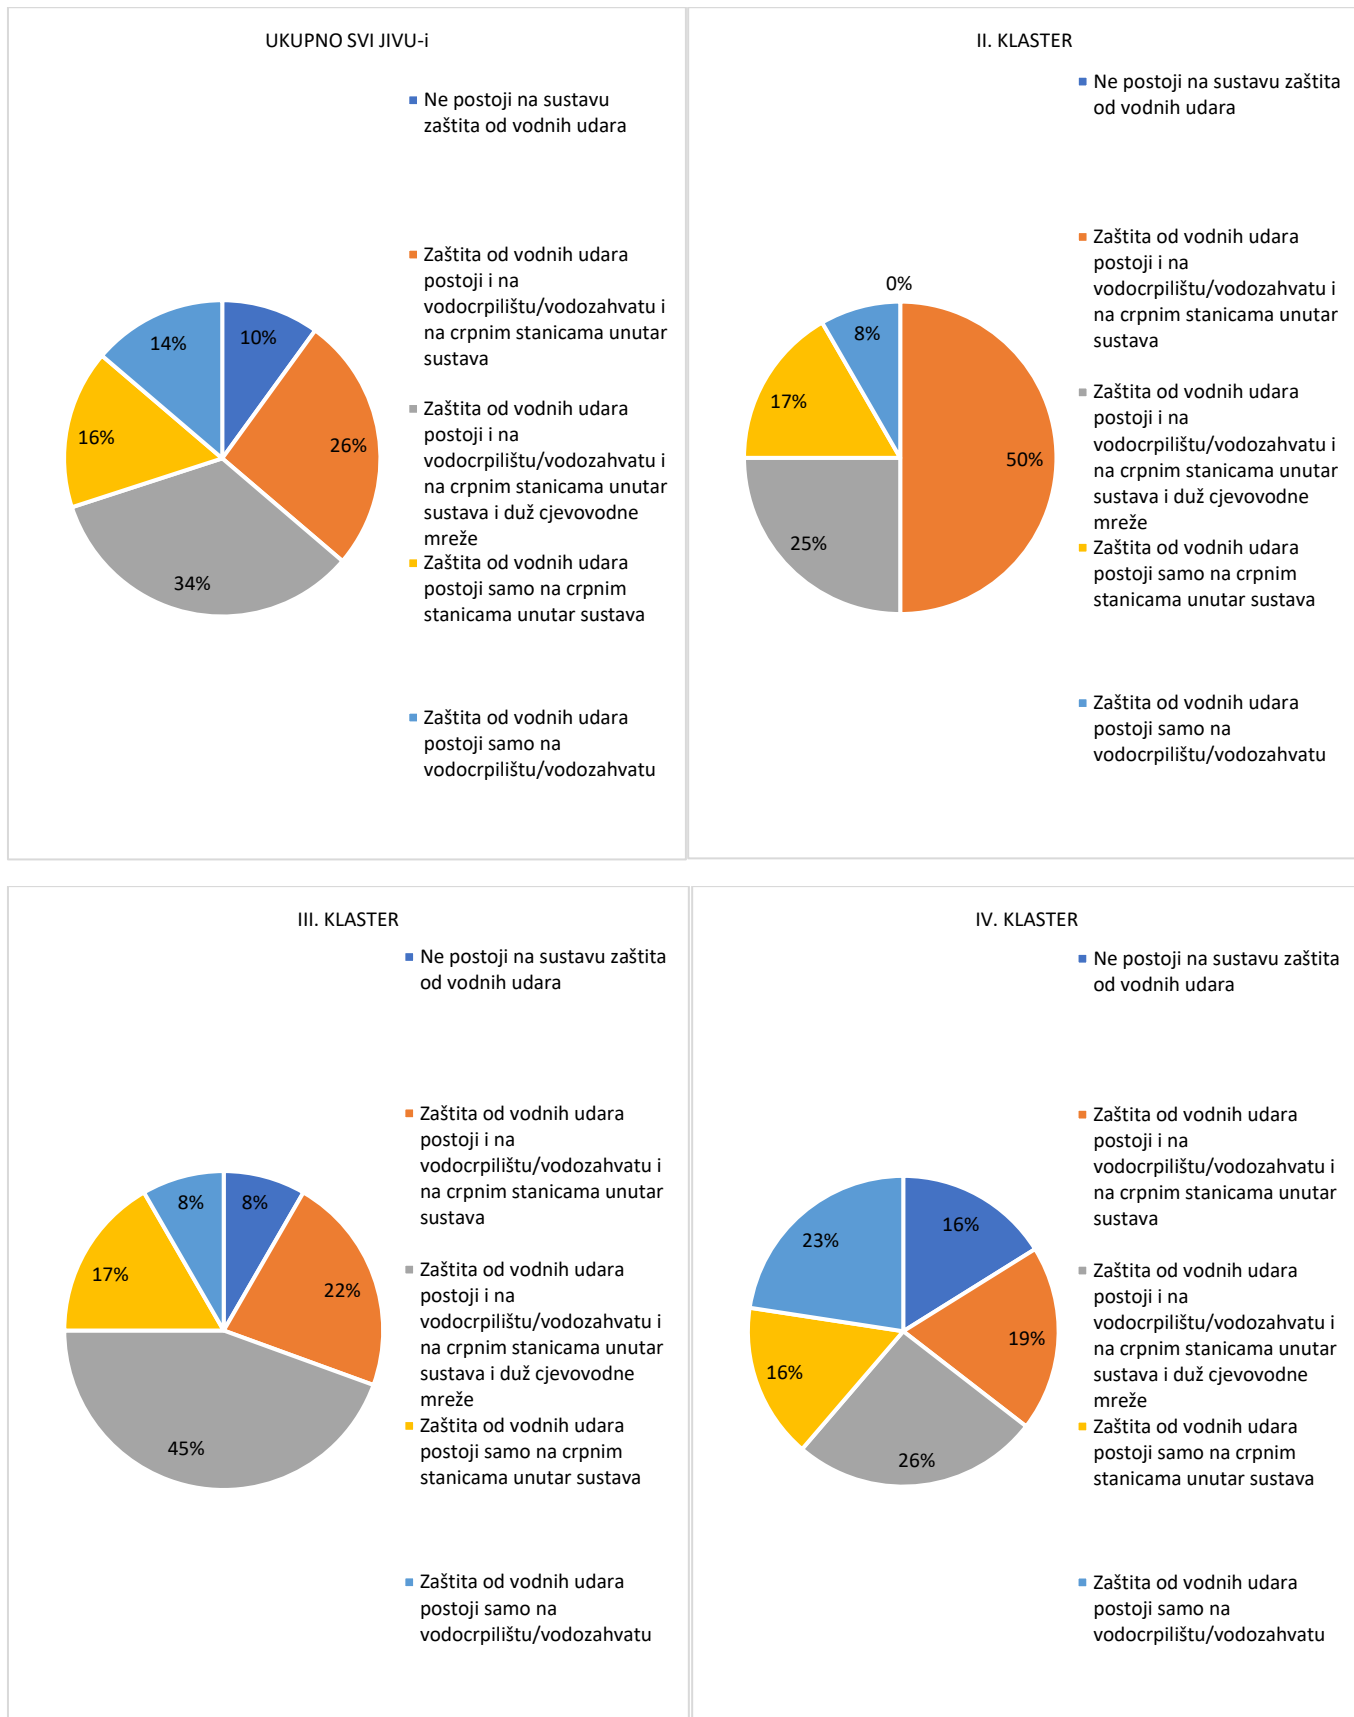 UKUPNO SVI JIVU-i
Ne postoji na sustavu
zaštita od vodnih udara
Zaštita od vodnih udara
postoji i na
vodocrpilištu/vodozahvatu i
na crpnim stanicama unutar
sustava
Zaštita od vodnih udara
postoji i na
vodocrpilištu/vodozahvatu i
na crpnim stanicama unutar
sustava i duž cjevovodne
mreže
Zaštita od vodnih udara
postoji samo na crpnim
stanicama unutar sustava
Zaštita od vodnih udara
postoji samo na
vodocrpilištu/vodozahvatu
10%
26%
34%
16%
14%
II. KLASTER
Ne postoji na sustavu zaštita
od vodnih udara
Zaštita od vodnih udara
postoji i na
vodocrpilištu/vodozahvatu i
na crpnim stanicama unutar
sustava
Zaštita od vodnih udara
postoji i na
vodocrpilištu/vodozahvatu i
na crpnim stanicama unutar
sustava i duž cjevovodne
mreže
Zaštita od vodnih udara
postoji samo na crpnim
stanicama unutar sustava
Zaštita od vodnih udara
postoji samo na
vodocrpilištu/vodozahvatu
0%
50%
25%
17%
8%
III. KLASTER
Ne postoji na sustavu zaštita
od vodnih udara
Zaštita od vodnih udara
postoji i na
vodocrpilištu/vodozahvatu i
na crpnim stanicama unutar
sustava
Zaštita od vodnih udara
postoji i na
vodocrpilištu/vodozahvatu i
na crpnim stanicama unutar
sustava i duž cjevovodne
mreže
Zaštita od vodnih udara
postoji samo na crpnim
stanicama unutar sustava
Zaštita od vodnih udara
postoji samo na
vodocrpilištu/vodozahvatu
8%
22%
45%
17%
8%
IV. KLASTER
Ne postoji na sustavu zaštita
od vodnih udara
Zaštita od vodnih udara
postoji i na
vodocrpilištu/vodozahvatu i
na crpnim stanicama unutar
sustava
Zaštita od vodnih udara
postoji i na
vodocrpilištu/vodozahvatu i
na crpnim stanicama unutar
sustava i duž cjevovodne
mreže
Zaštita od vodnih udara
postoji samo na crpnim
stanicama unutar sustava
Zaštita od vodnih udara
postoji samo na
vodocrpilištu/vodozahvatu
16%
19%
26%
16%
23%